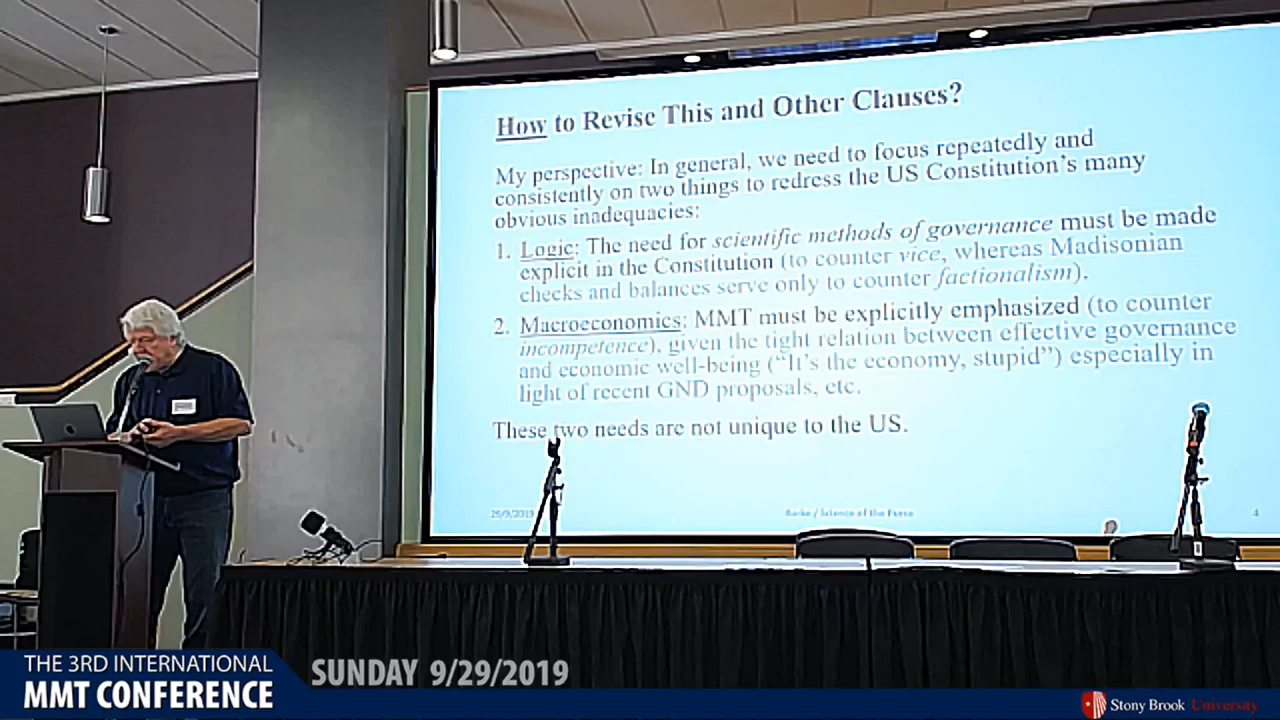 How to Revise This and Other Clauses?
My perspective: In general, we need to focus repeatedly and
consistently on two things to redress the US Constitution's many
obvious inadequacies:
1. Logic: The need for scientific methods of governance must be made
explicit in the Constitution (to counter vice, whereas Madisonian
checks and balances serve only to counter factionalism).
2. Macroeconomics: MMT must be explicitly emphasized (to counter
incompetence), given the tight relation between effective governance
and economic well-being ("It's the economy, stupid") especially in
light of recent GND proposals, etc.
These two needs are not unique to the US.
of the Purse
4
THE 3RD INTERNATIONAL
MMT CONFERENCE
SUNDAY 9/29/2019
Stony Brook University